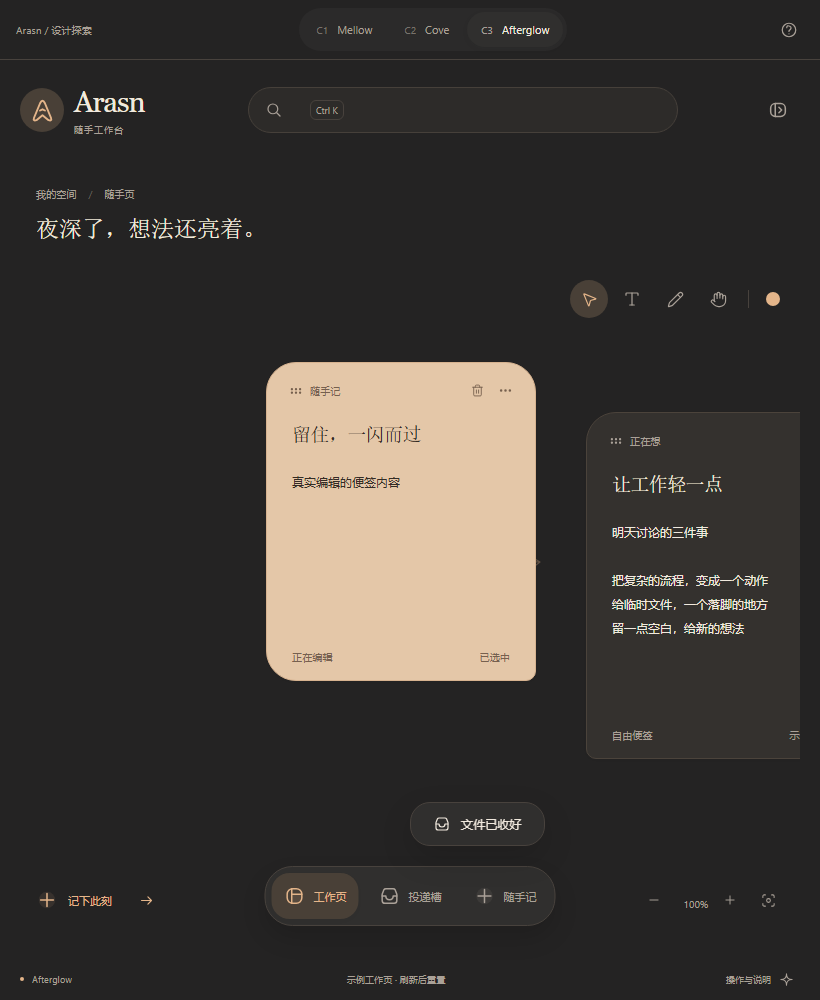 Arasn / 设计探索
C1 Mellow
C2 Cove
C3 Afterglow
Arasn
随手工作台
Ctrl K
我的空间 / 随手页
夜深了，想法还亮着。
随手记
留住，一闪而过
真实编辑的便签内容
正在编辑
已选中
正在想
让工作轻一点
明天讨论的三件事
把复杂的流程，变成一个动作
给临时文件，一个落脚的地方
留一点空白，给新的想法
自由便签
示
文件已收好
记下此刻
工作页
投递槽
随手记
100%
Afterglow
示例工作页 · 刷新后重置
操作与说明